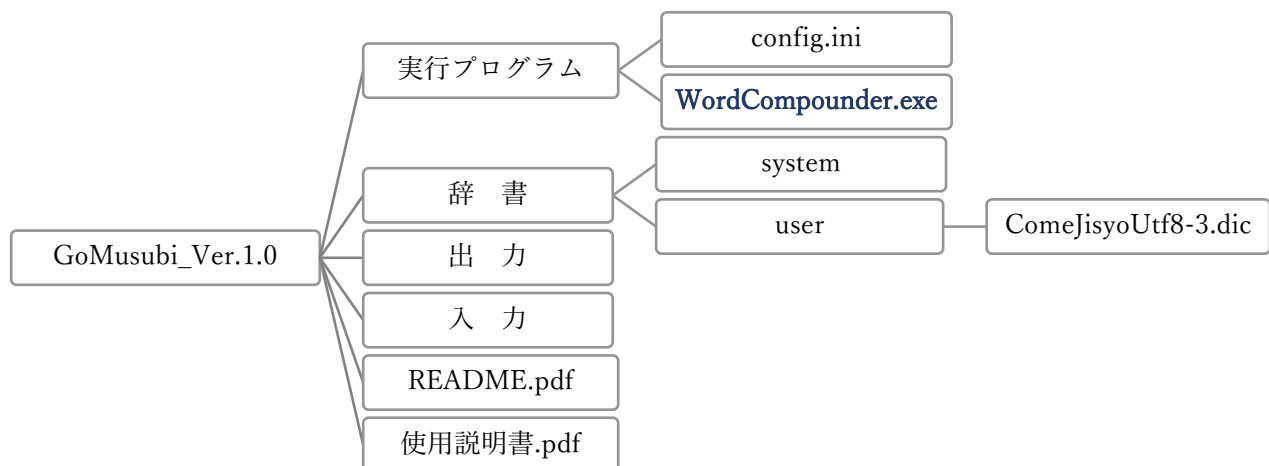 GoMusubi_Ver.1.0
実行プログラム
config.ini
WordCompounder.exe
辞　書
system
user
ComeJisyoUtf8-3.dic
出　力
入　力
README.pdf
使用説明書.pdf